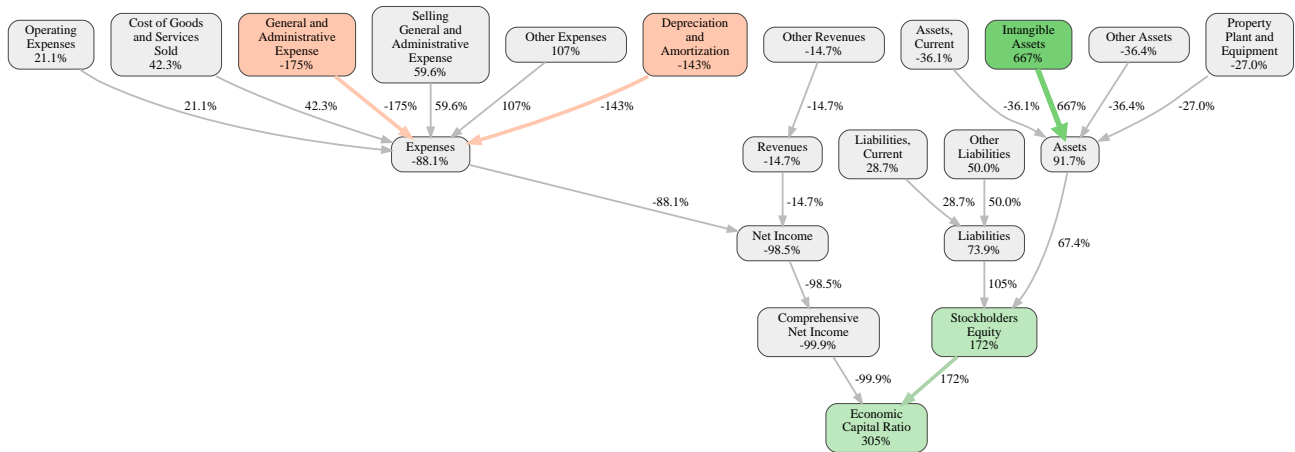 Operating
Expenses
21.1%
Cost of Goods
and Services
Sold
42.3%
General and
Administrative
Expense
-175%
Selling
General and
Administrative
Expense
59.6%
Other Expenses
107%
Depreciation
and
Amortization
-143%
Other Revenues
-14.7%
Assets,
Current
-36.1%
Intangible
Assets
667%
Other Assets
-36.4%
Property
Plant and
Equipment
-27.0%
21.1%
42.3%
-175%
59.6%
107%
-143%
-14.7%
-36.1%
667%
-36.4%
-27.0%
Expenses
-88.1%
Revenues
-14.7%
Liabilities,
Current
28.7%
Other
Liabilities
50.0%
Assets
91.7%
-88.1%
-14.7%
28.7%
50.0%
67.4%
Net Income
-98.5%
Liabilities
73.9%
-98.5%
105%
Comprehensive
Net Income
-99.9%
Stockholders
Equity
172%
-99.9%
172%
Economic
Capital Ratio
305%